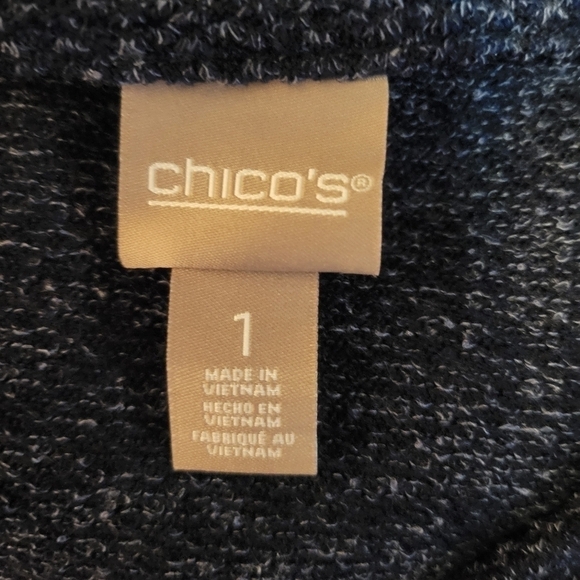 chico's®
1
MADE IN
VIETNAM
HECHO EN
VIETNAM
FABRIQUÉ AU
VIETNAM